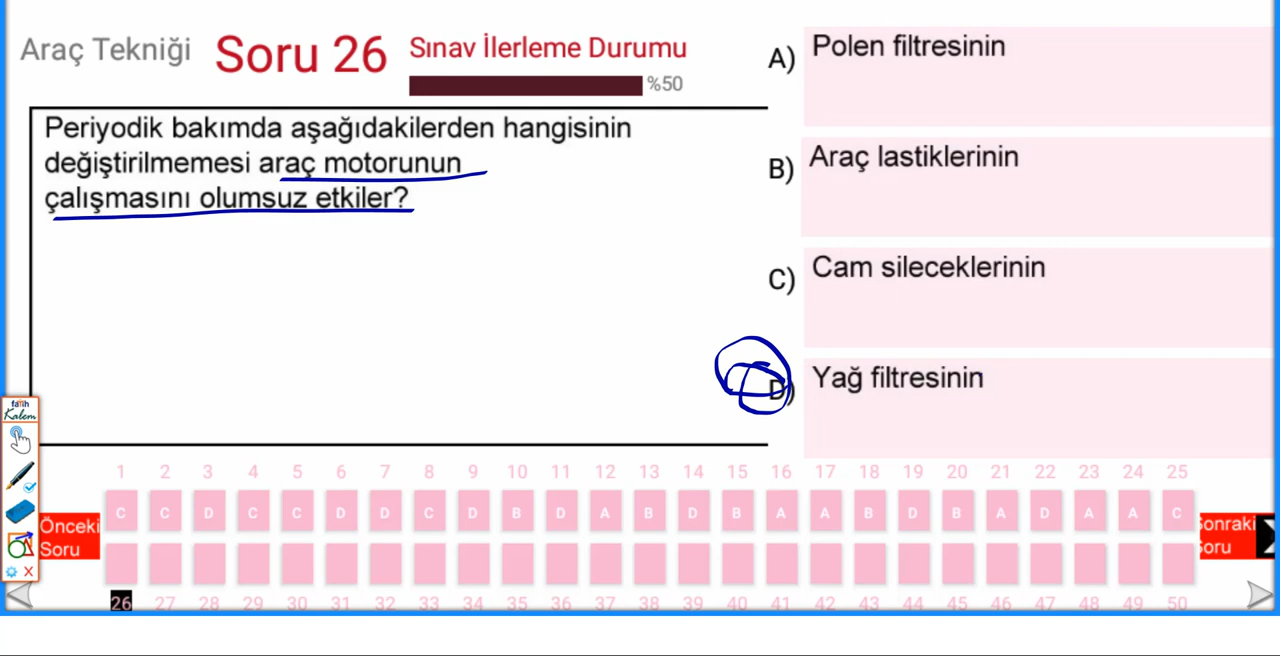 Araç Tekniği Soru 26 Sınav İlerleme Durumu
%50
Periyodik bakımda aşağıdakilerden hangisinin
değiştirilmemesi araç motorunun
çalışmasını olumsuz etkiler?
A) Polen filtresinin
B) Araç lastiklerinin
C) Cam sileceklerinin
D) Yağ filtresinin
fatih
Kalem
1 2 3 4 5 6 7 8 9 10 11 12 13 14 15 16 17 18 19 20 21 22 23 24 25
C C D C C D D C D B D A B D B A A B D B A D A A C
Önceki
Soru
Sonraki
Soru
26 27 28 29 30 31 32 33 34 35 36 37 38 39 40 41 42 43 44 45 46 47 48 49 50